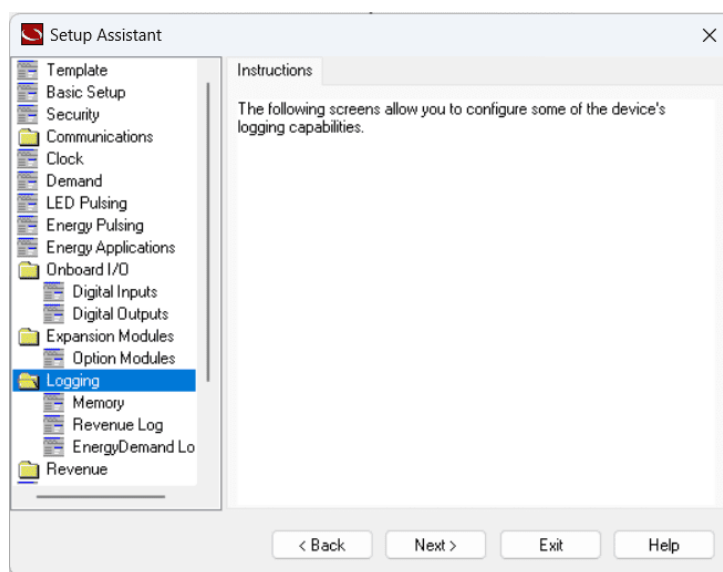 Setup Assistant
Template
Basic Setup
Security
Communications
Clock
Demand
LED Pulsing
Energy Pulsing
Energy Applications
Onboard I/O
Digital Inputs
Digital Outputs
Expansion Modules
Option Modules
Logging
Memory
Revenue Log
EnergyDemand Lo
Revenue
Instructions
The following screens allow you to configure some of the device's
logging capabilities.
< Back
Next >
Exit
Help